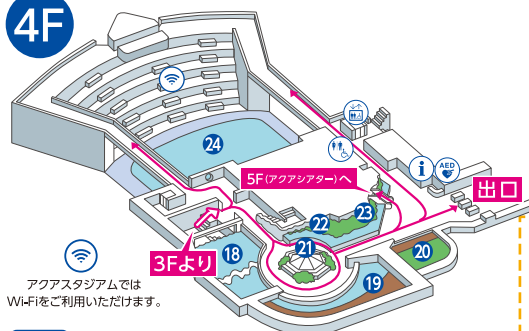 4F
24
AED
i
5F(アクアシアター)へ
出口
23
22
3Fより
18
21
20
19
アクアスタジアムでは
Wi-Fiをご利用いただけます。